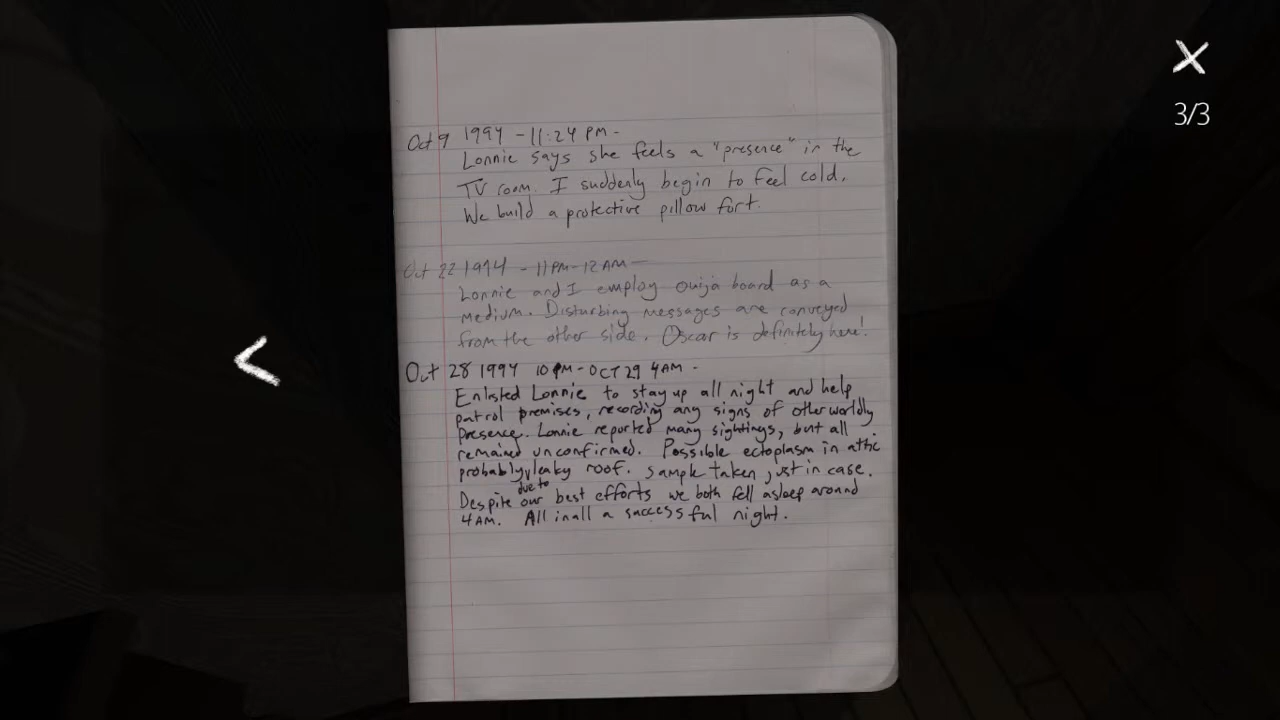 3/3
Oct 9 1994 - 11:24 PM -
Lonnie says she feels a "presence" in the
TV room. I suddenly begin to feel cold.
We build a protective pillow fort.
Oct 22 1994 - 11PM - 12AM -
Lonnie and I employ ouija board as a
medium. Disturbing messages are conveyed
from the other side. Oscar is definitely here!
Oct 28 1994 10 PM - OCT 29 4AM -
Enlisted Lonnie to stay up all night and help
patrol premises, recording any signs of otherworldly
presence. Lonnie reported many sightings, but all
remained unconfirmed. Possible ectoplasm in attic
probably leaky roof. sample taken just in case.
due to
Despite our best efforts we both fell asleep around
4 AM. All in all a successful night.